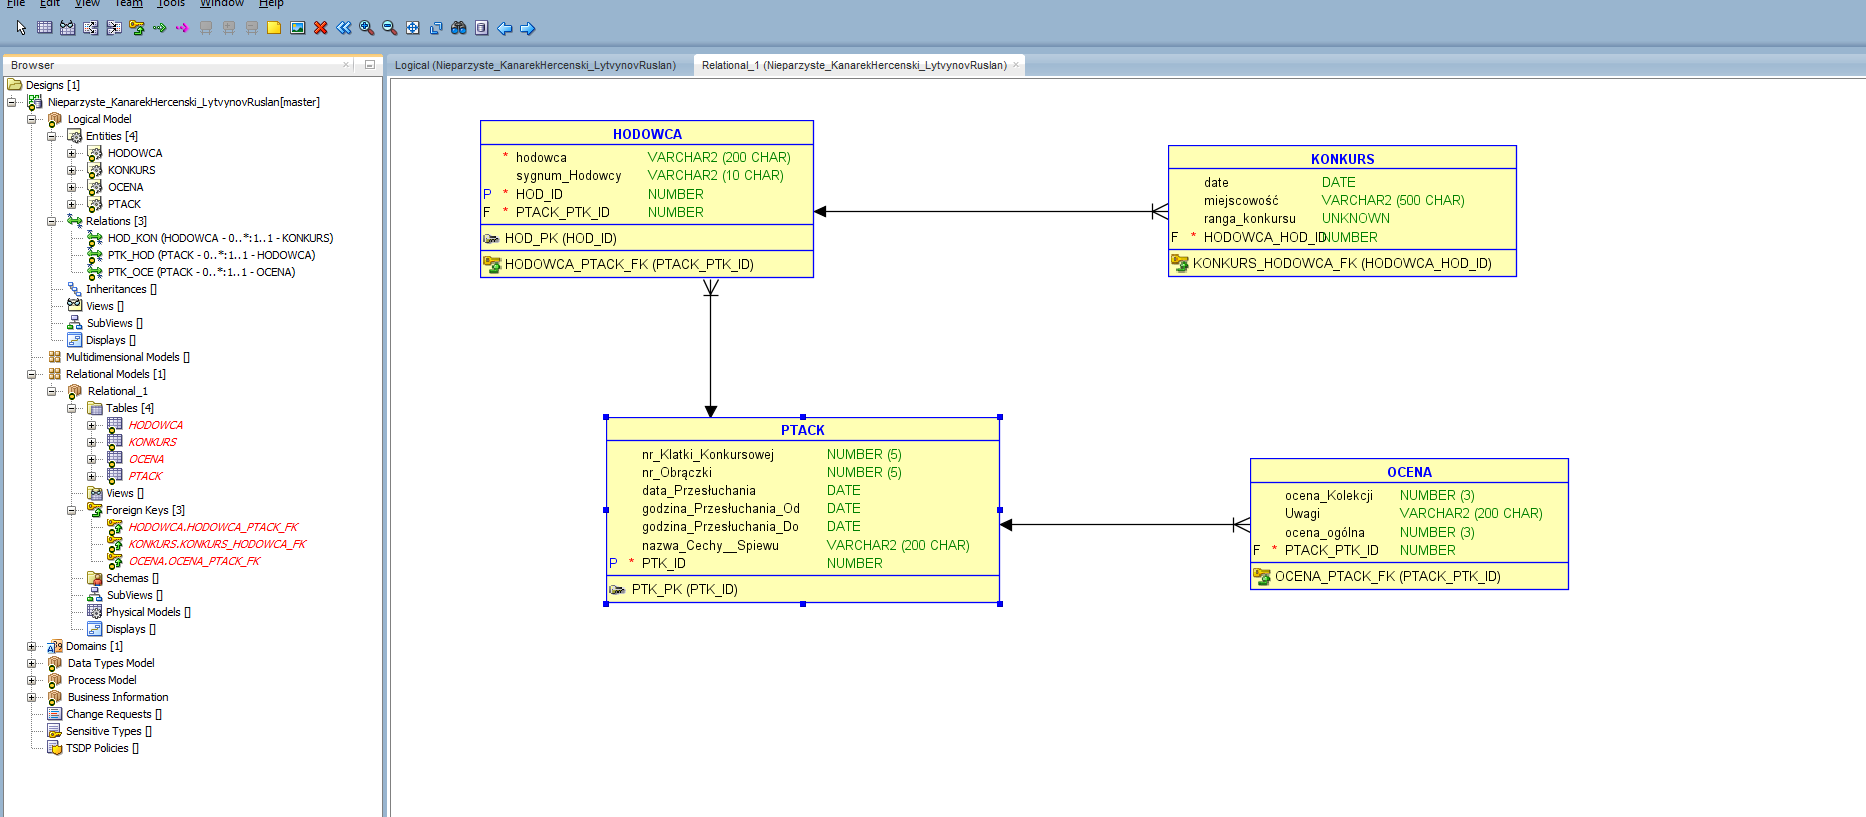 File Edit View Team Tools Window Help
Browser
Designs [1]
Nieparzyste_KanarekHercenski_LytvynovRuslan[master]
Logical Model
Entities [4]
HODOWCA
KONKURS
OCENA
PTACK
Relations [3]
HOD_KON (HODOWCA - 0..*:1..1 - KONKURS)
PTK_HOD (PTACK - 0..*:1..1 - HODOWCA)
PTK_OCE (PTACK - 0..*:1..1 - OCENA)
Inheritances []
Views []
SubViews []
Displays []
Multidimensional Models []
Relational Models [1]
Relational_1
Tables [4]
HODOWCA
KONKURS
OCENA
PTACK
Views []
Foreign Keys [3]
HODOWCA.HODOWCA_PTACK_FK
KONKURS.KONKURS_HODOWCA_FK
OCENA.OCENA_PTACK_FK
Schemas []
SubViews []
Physical Models []
Displays []
Domains [1]
Data Types Model
Process Model
Business Information
Change Requests []
Sensitive Types []
TSDP Policies []
Logical (Nieparzyste_KanarekHercenski_LytvynovRuslan)
Relational_1 (Nieparzyste_KanarekHercenski_LytvynovRuslan)
HODOWCA
* hodowca VARCHAR2 (200 CHAR)
sygnum_Hodowcy VARCHAR2 (10 CHAR)
P * HOD_ID NUMBER
F * PTACK_PTK_ID NUMBER
HOD_PK (HOD_ID)
HODOWCA_PTACK_FK (PTACK_PTK_ID)
KONKURS
date DATE
miejscowość VARCHAR2 (500 CHAR)
ranga_konkursu UNKNOWN
F * HODOWCA_HOD_ID NUMBER
KONKURS_HODOWCA_FK (HODOWCA_HOD_ID)
PTACK
nr_Klatki_Konkursowej NUMBER (5)
nr_Obrączki NUMBER (5)
data_Przesłuchania DATE
godzina_Przesłuchania_Od DATE
godzina_Przesłuchania_Do DATE
nazwa_Cechy__Spiewu VARCHAR2 (200 CHAR)
P * PTK_ID NUMBER
PTK_PK (PTK_ID)
OCENA
ocena_Kolekcji NUMBER (3)
Uwagi VARCHAR2 (200 CHAR)
ocena_ogólna NUMBER (3)
F * PTACK_PTK_ID NUMBER
OCENA_PTACK_FK (PTACK_PTK_ID)